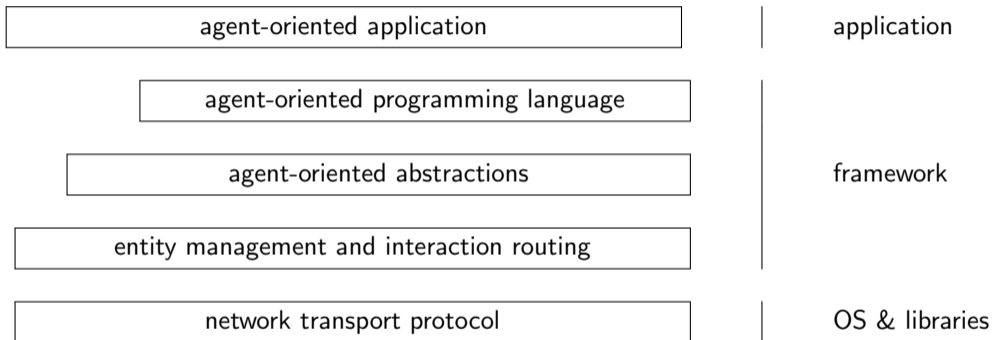 agent-oriented application application
agent-oriented programming language
agent-oriented abstractions framework
entity management and interaction routing
network transport protocol OS & libraries